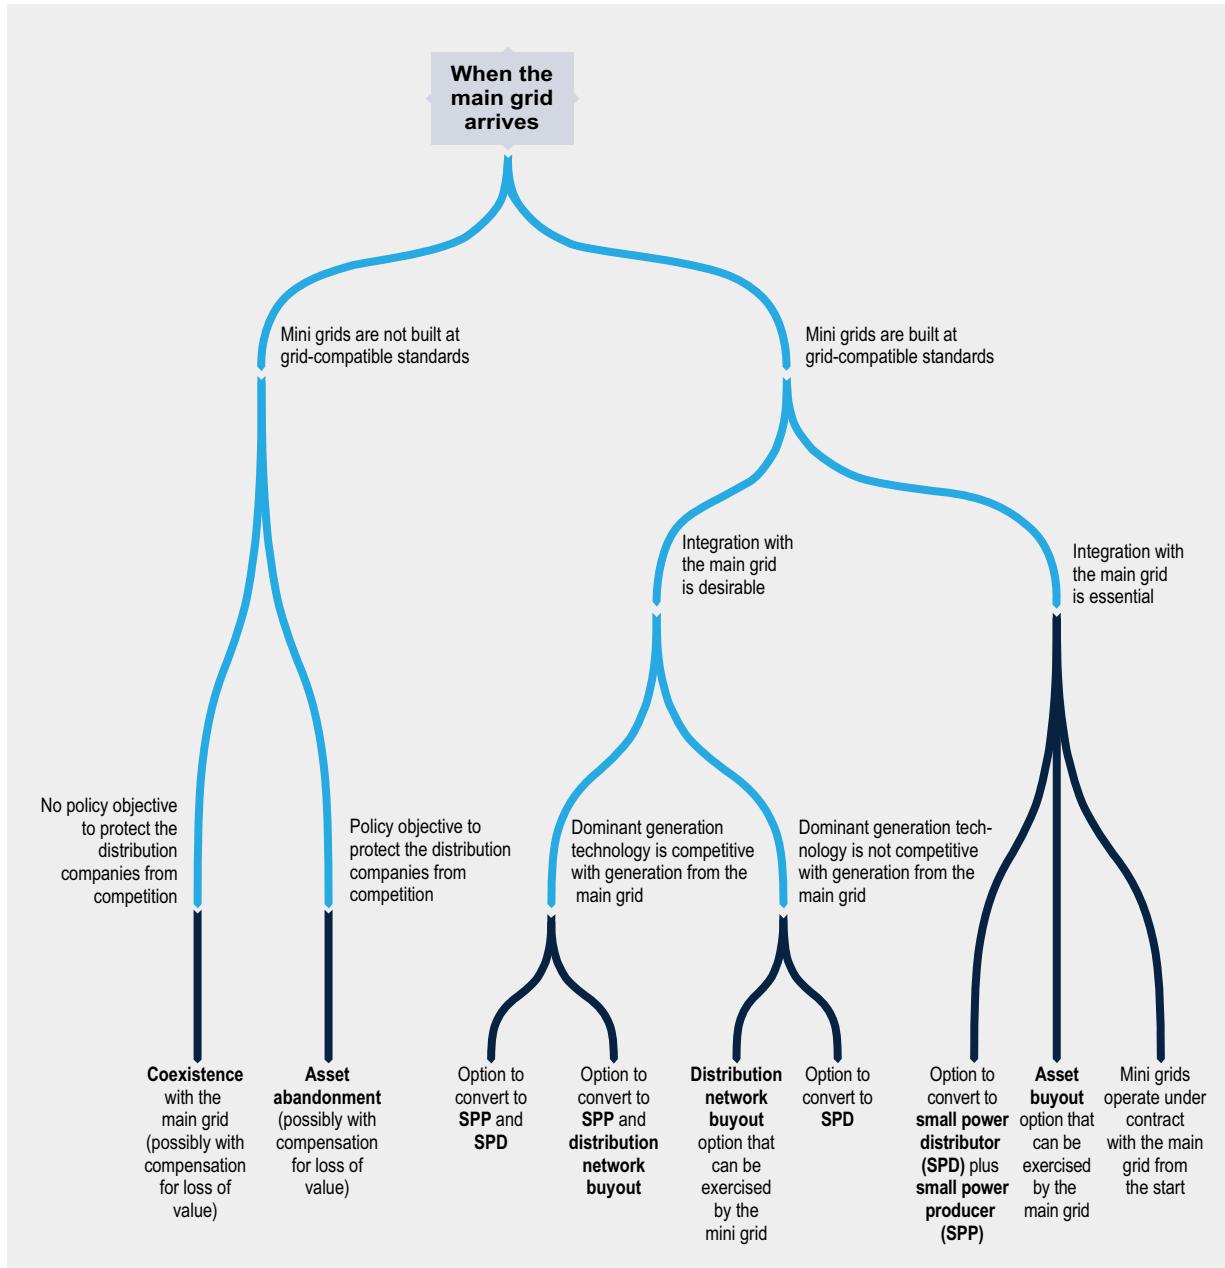 When the
main grid
arrives
Mini grids are not built at
grid-compatible standards
Mini grids are built at
grid-compatible standards
Integration with
the main grid
is desirable
Integration with
the main grid
is essential
No policy objective
to protect the
distribution
companies from
competition
Policy objective to
protect the distribution
companies from
competition
Dominant generation
technology is competitive
with generation from the
main grid
Dominant generation tech-
nology is not competitive
with generation from the
main grid
Coexistence
with the
main grid
(possibly with
compensation
for loss of
value)
Asset
abandonment
(possibly with
compensation
for loss of
value)
Option to
convert to
SPP and
SPD
Option to
convert to
SPP and
distribution
network
buyout
Distribution
network
buyout
option that
can be
exercised
by the
mini grid
Option to
convert to
SPD
Option to
convert to
small power
distributor
(SPD) plus
small power
producer
(SPP)
Asset
buyout
option that
can be
exercised
by the
main grid
Mini grids
operate under
contract
with the main
grid from
the start